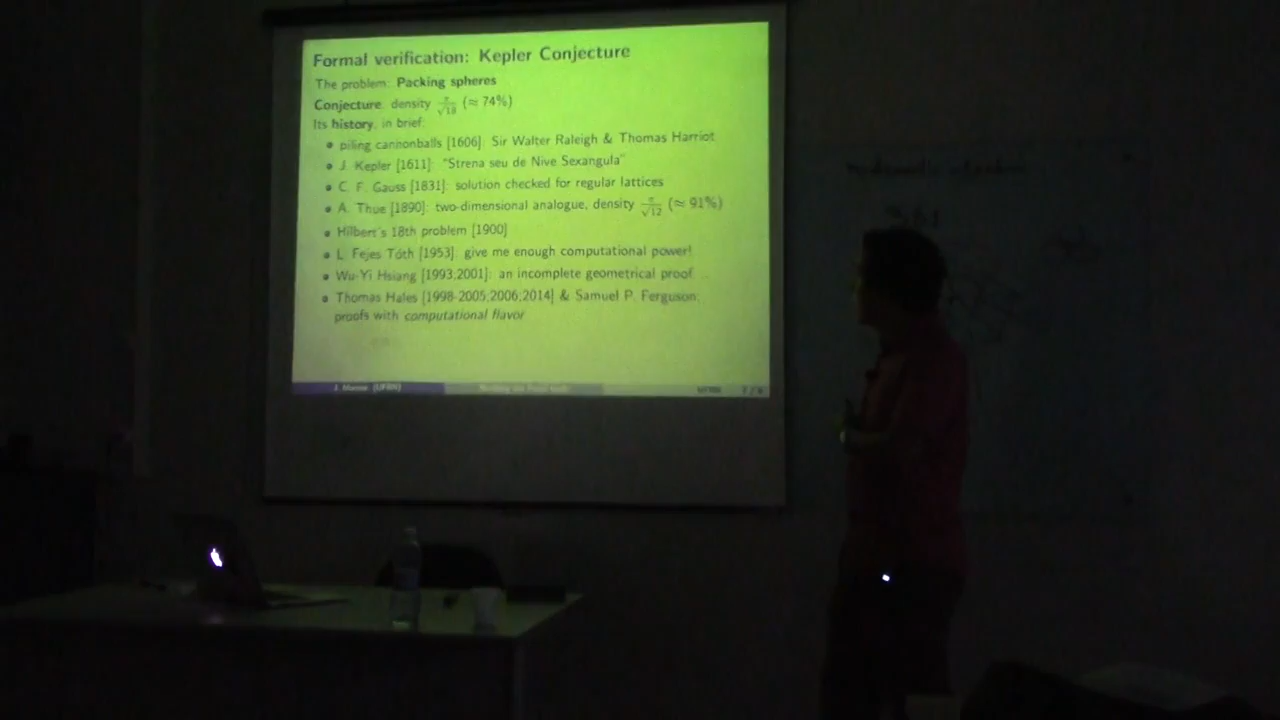 Formal verification: Kepler Conjecture
The problem: Packing spheres
Conjecture: density π/√18 (≈ 74%)
Its history, in brief:
piling cannonballs [1606]: Sir Walter Raleigh & Thomas Harriot
J. Kepler [1611]: "Strena seu de Nive Sexangula"
C. F. Gauss [1831]: solution checked for regular lattices
A. Thue [1890]: two-dimensional analogue, density π/√12 (≈ 91%)
Hilbert's 18th problem [1900]
L. Fejes Tóth [1953]: give me enough computational power!
Wu-Yi Hsiang [1993,2001]: an incomplete geometrical proof...
Thomas Hales [1998-2005;2006;2014] & Samuel P. Ferguson:
proofs with computational flavor
(UFRN)
UFRN